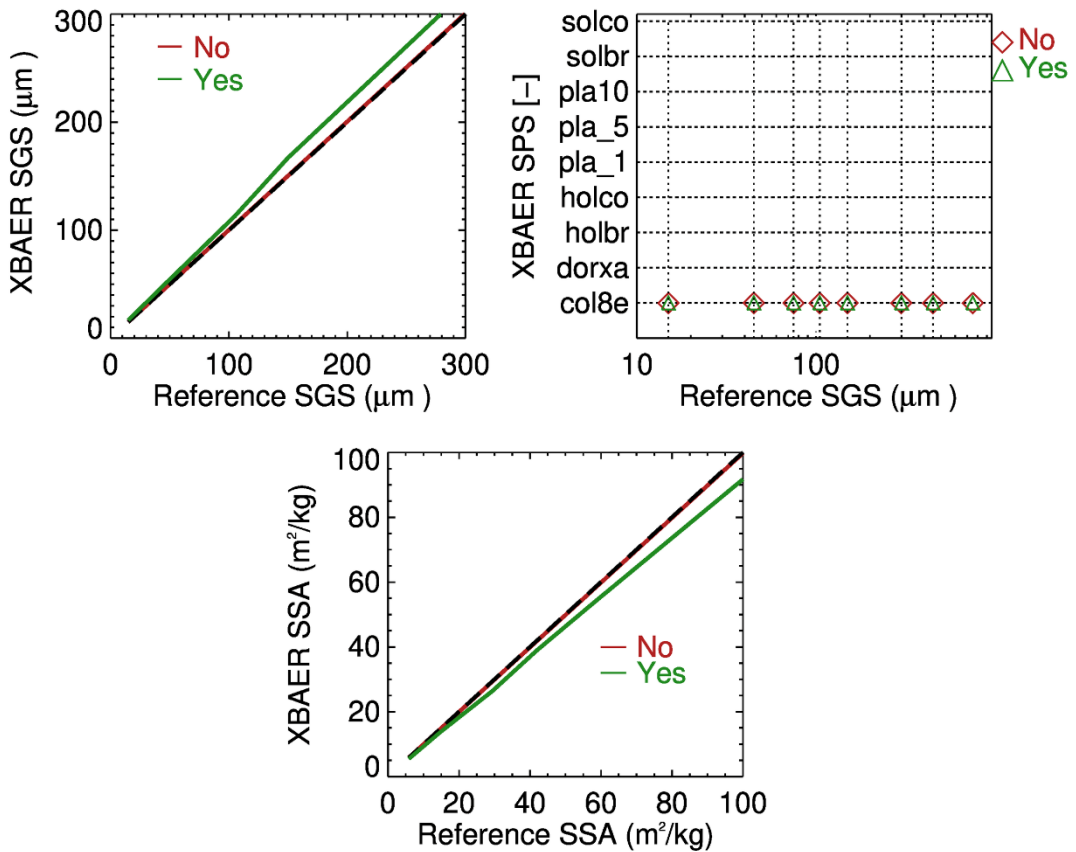 300
200
100
0
XBAER SGS (μm )
No
Yes
0 100 200 300
Reference SGS (μm )
solco
solbr
pla10
pla_5
pla_1
holco
holbr
dorxa
col8e
XBAER SPS [−]
No
Yes
10 100
Reference SGS (μm )
100
80
60
40
20
0
XBAER SSA (m²/kg)
No
Yes
0 20 40 60 80 100
Reference SSA (m²/kg)